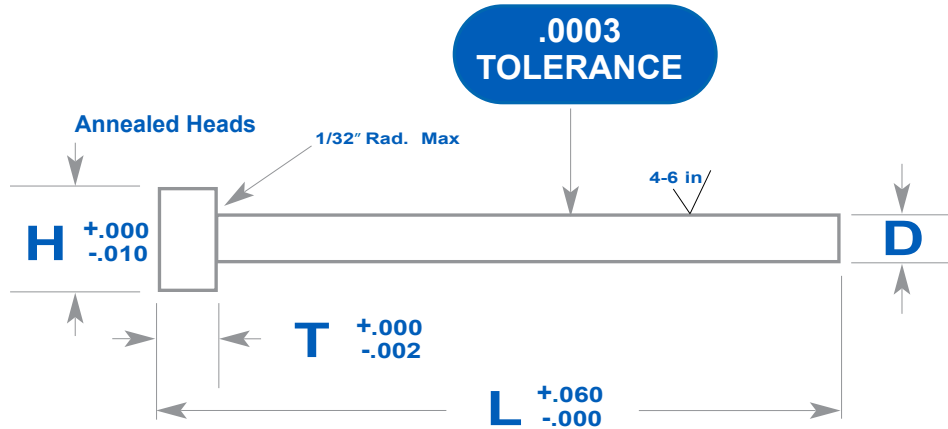 .0003
TOLERANCE
Annealed Heads
1/32″ Rad. Max
4-6 in
H +.000
-.010
D
T +.000
-.002
L +.060
-.000